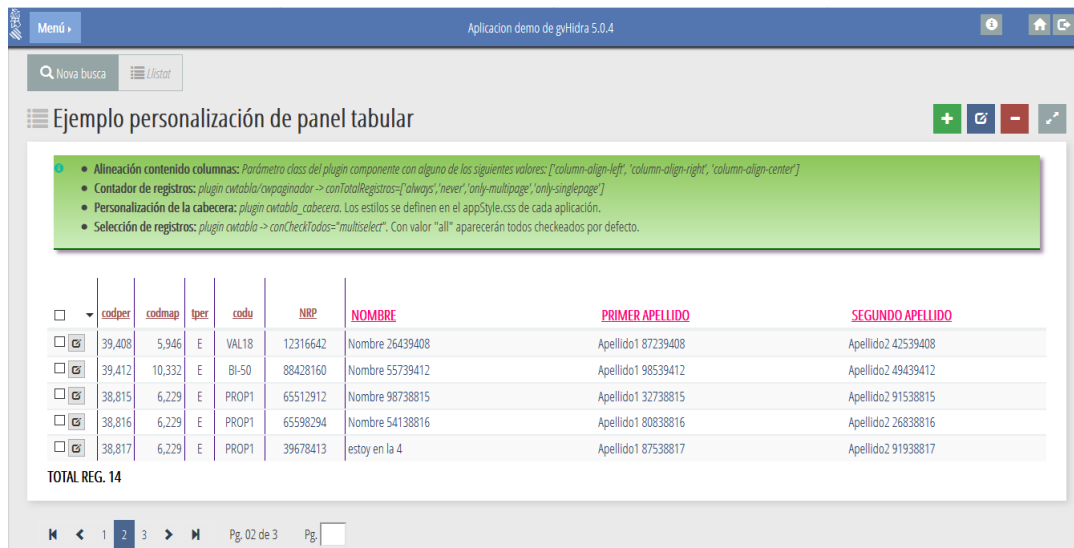 Menú
Aplicacion demo de gvHidra 5.0.4
Nova busca Llistat
Ejemplo personalización de panel tabular
Alineación contenido columnas: Parámetro class del plugin componente con alguno de los siguientes valores: ['column-align-left', 'column-align-right', 'column-align-center']
Contador de registros: plugin cwtabla/cwpaginador -> conTotalRegistros=['always','never','only-multipage','only-singlepage']
Personalización de la cabecera: plugin cwtabla_cabecera. Los estilos se definen en el appStyle.css de cada aplicación.
Selección de registros: plugin cwtabla -> conCheckTodos="multiselect". Con valor "all" aparecerán todos checkeados por defecto.
codper codmap tper codu NRP NOMBRE PRIMER APELLIDO SEGUNDO APELLIDO
39,408 5,946 E VAL18 12316642 Nombre 26439408 Apellido1 87239408 Apellido2 42539408
39,412 10,332 E BI-50 88428160 Nombre 55739412 Apellido1 98539412 Apellido2 49439412
38,815 6,229 E PROP1 65512912 Nombre 98738815 Apellido1 32738815 Apellido2 91538815
38,816 6,229 E PROP1 65598294 Nombre 54138816 Apellido1 80838816 Apellido2 26838816
38,817 6,229 E PROP1 39678413 estoy en la 4 Apellido1 87538817 Apellido2 91938817
TOTAL REG. 14
1 2 3 Pg. 02 de 3 Pg.